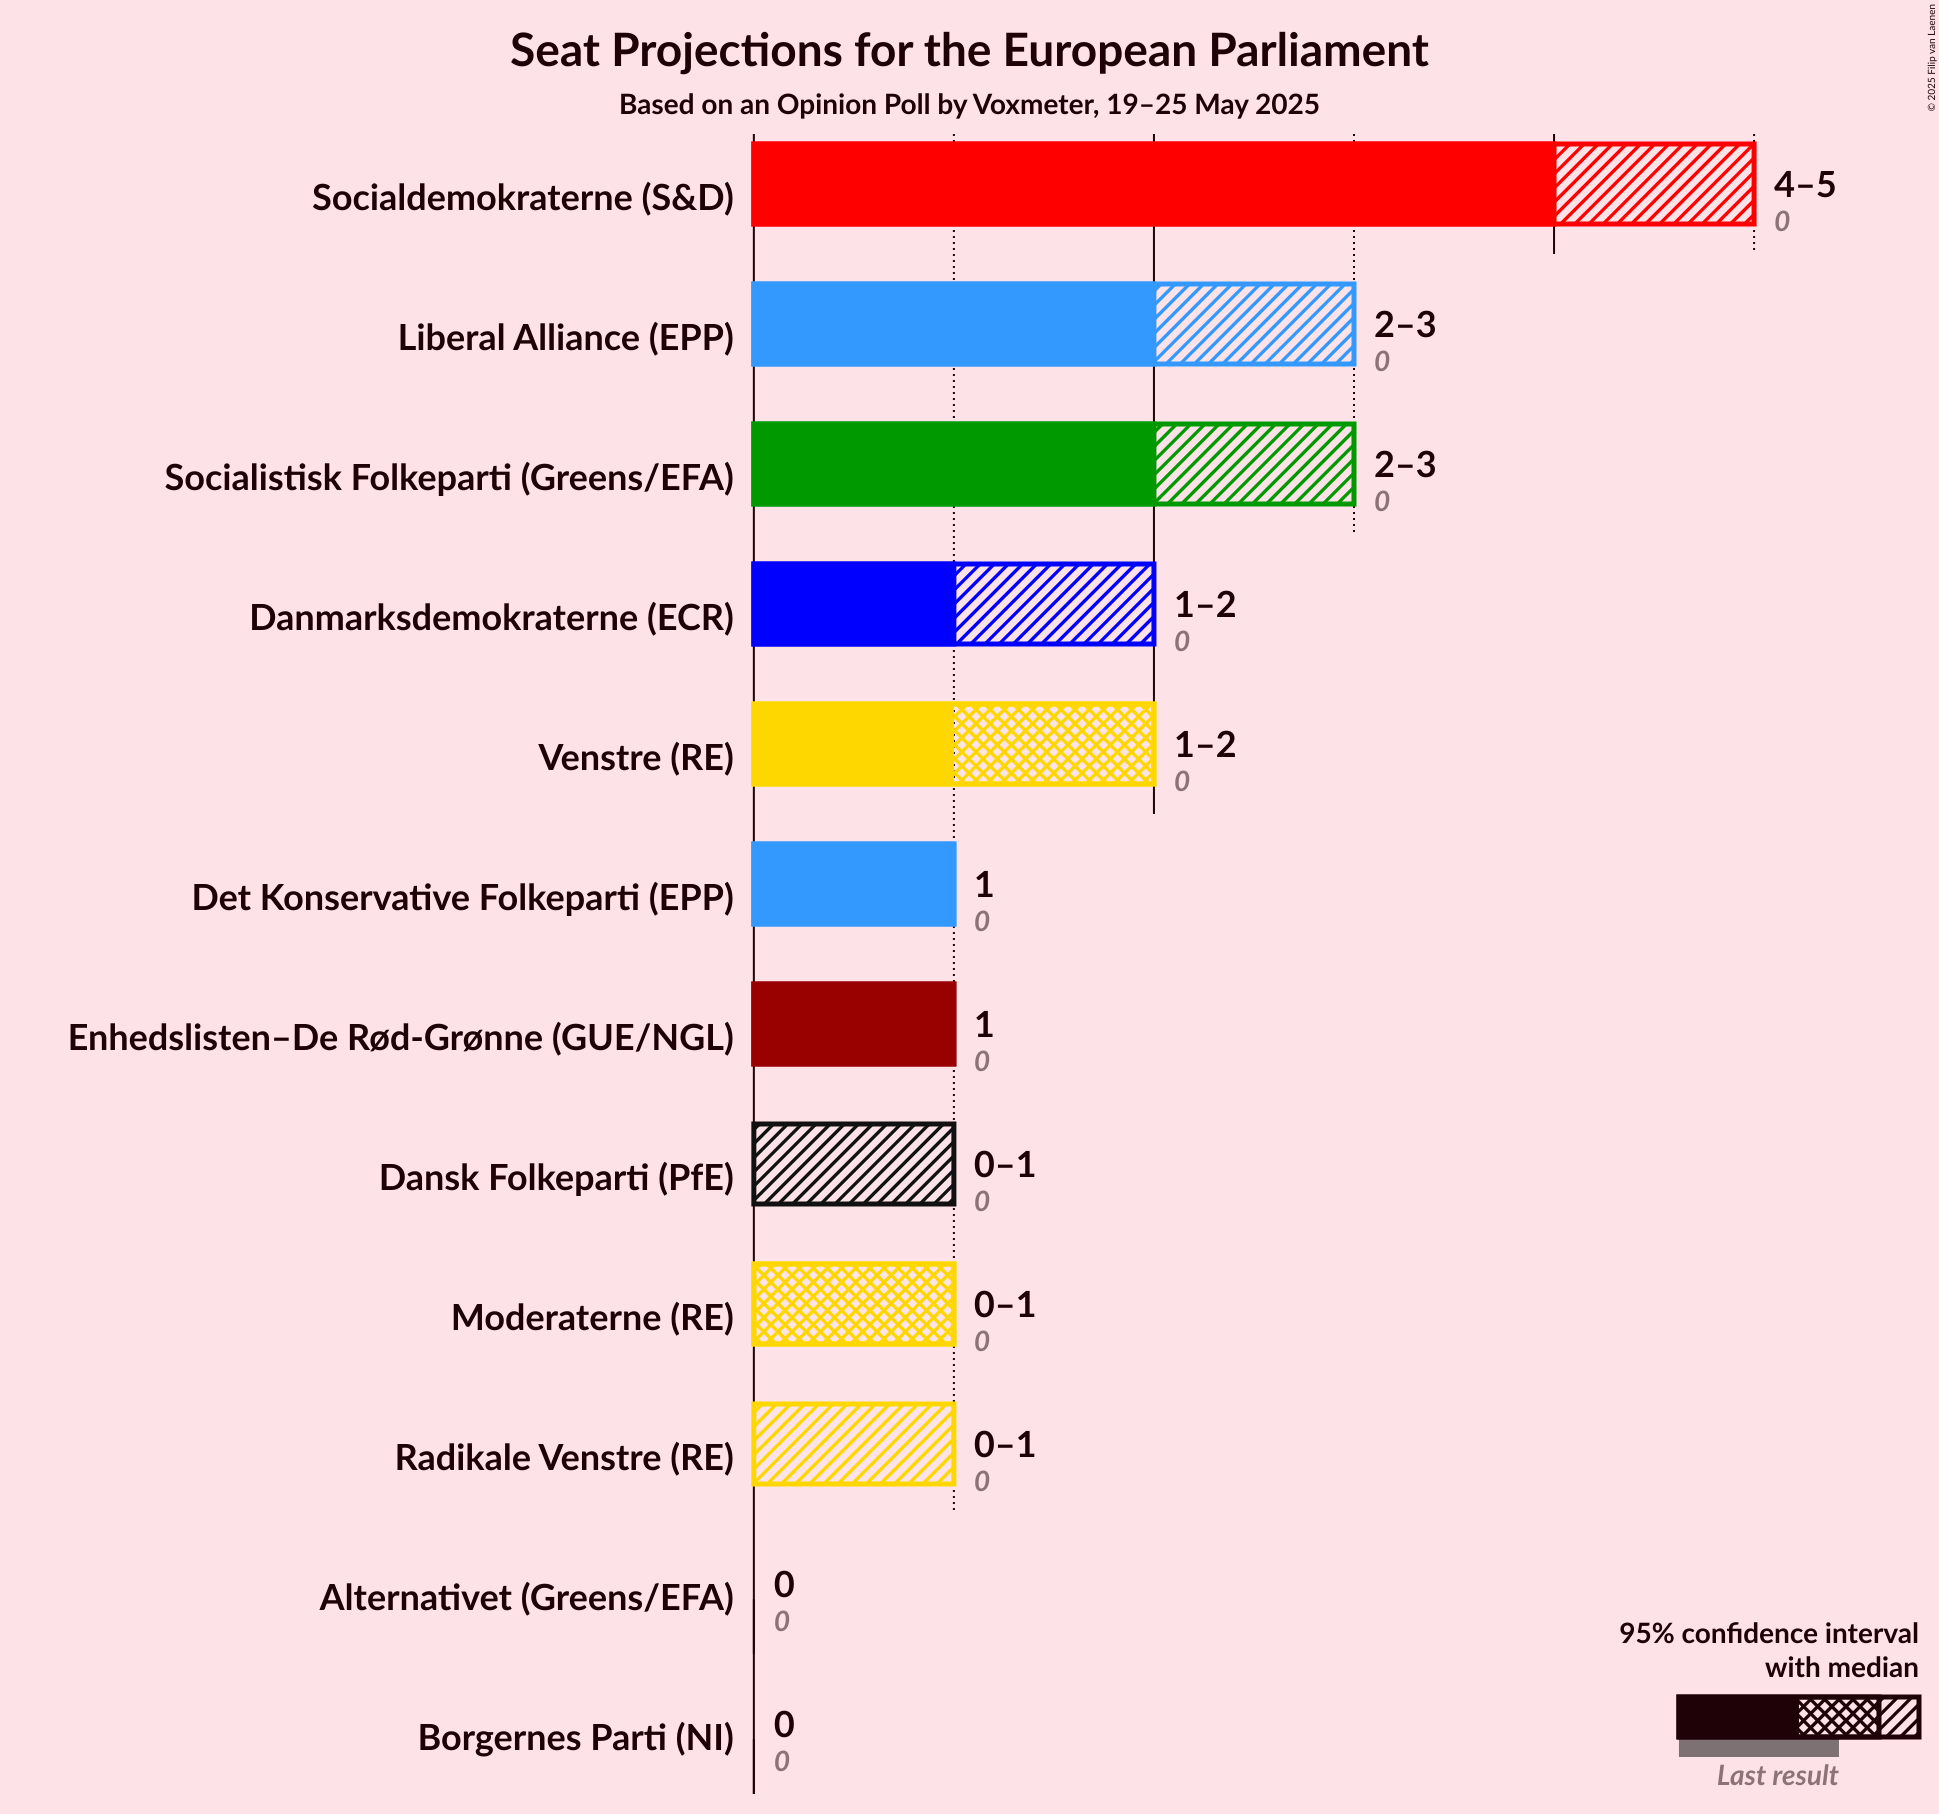 Seat Projections for the European Parliament
Based on an Opinion Poll by Voxmeter, 19–25 May 2025
© 2025 Filip van Laenen
Socialdemokraterne (S&D)
4–5
0
Liberal Alliance (EPP)
2–3
0
Socialistisk Folkeparti (Greens/EFA)
2–3
0
Danmarksdemokraterne (ECR)
1–2
0
Venstre (RE)
1–2
0
Det Konservative Folkeparti (EPP)
1
0
Enhedslisten–De Rød-Grønne (GUE/NGL)
1
0
Dansk Folkeparti (PfE)
0–1
0
Moderaterne (RE)
0–1
0
Radikale Venstre (RE)
0–1
0
Alternativet (Greens/EFA)
0
0
Borgernes Parti (NI)
0
0
95% confidence interval
with median
Last result